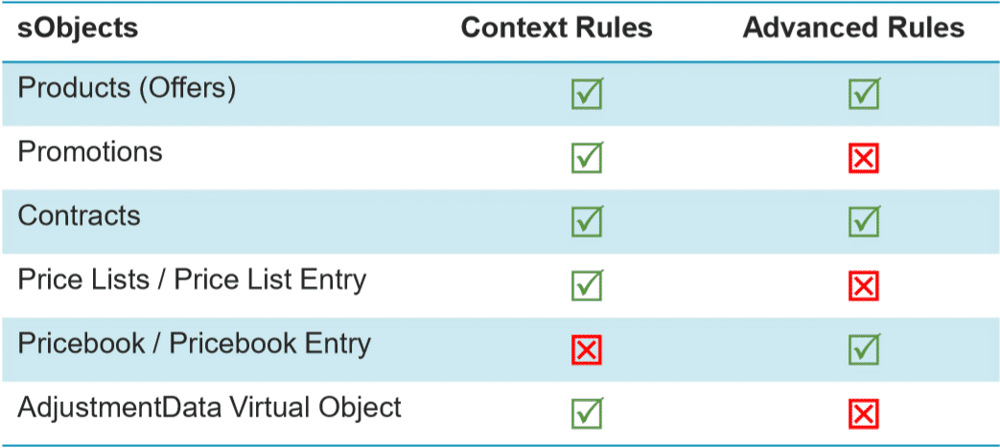 sObjects Context Rules Advanced Rules
Products (Offers) ☑ ☑
Promotions ☑ ☒
Contracts ☑ ☑
Price Lists / Price List Entry ☑ ☒
Pricebook / Pricebook Entry ☒ ☑
AdjustmentData Virtual Object ☑ ☒